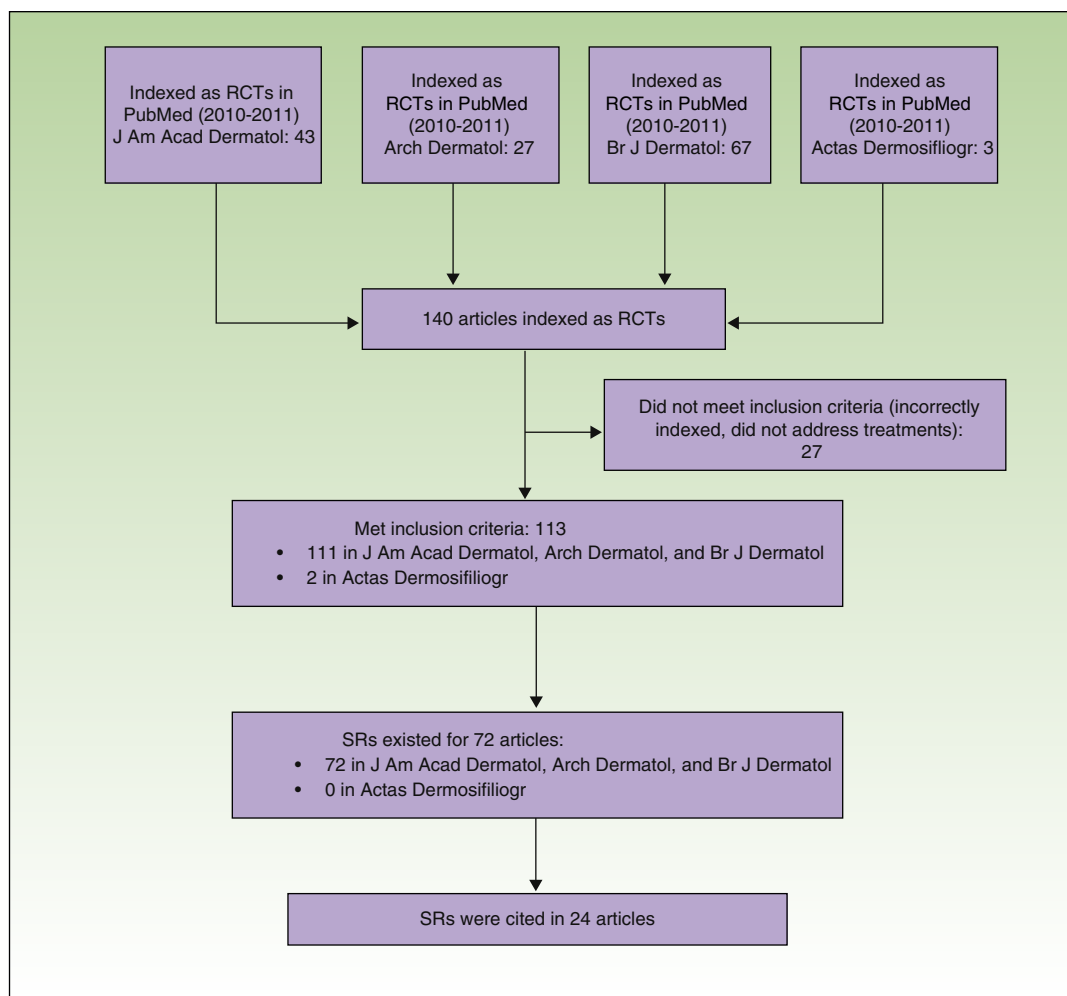 Indexed as RCTs in
PubMed (2010-2011)
J Am Acad Dermatol: 43
Indexed as
RCTs in PubMed
(2010-2011)
Arch Dermatol: 27
Indexed as
RCTs in PubMed
(2010-2011)
Br J Dermatol: 67
Indexed as
RCTs in PubMed
(2010-2011)
Actas Dermosifliogr: 3
140 articles indexed as RCTs
Did not meet inclusion criteria (incorrectly
indexed, did not address treatments):
27
Met inclusion criteria: 113
• 111 in J Am Acad Dermatol, Arch Dermatol, and Br J Dermatol
• 2 in Actas Dermosifiliogr
SRs existed for 72 articles:
• 72 in J Am Acad Dermatol, Arch Dermatol, and Br J Dermatol
• 0 in Actas Dermosifiliogr
SRs were cited in 24 articles